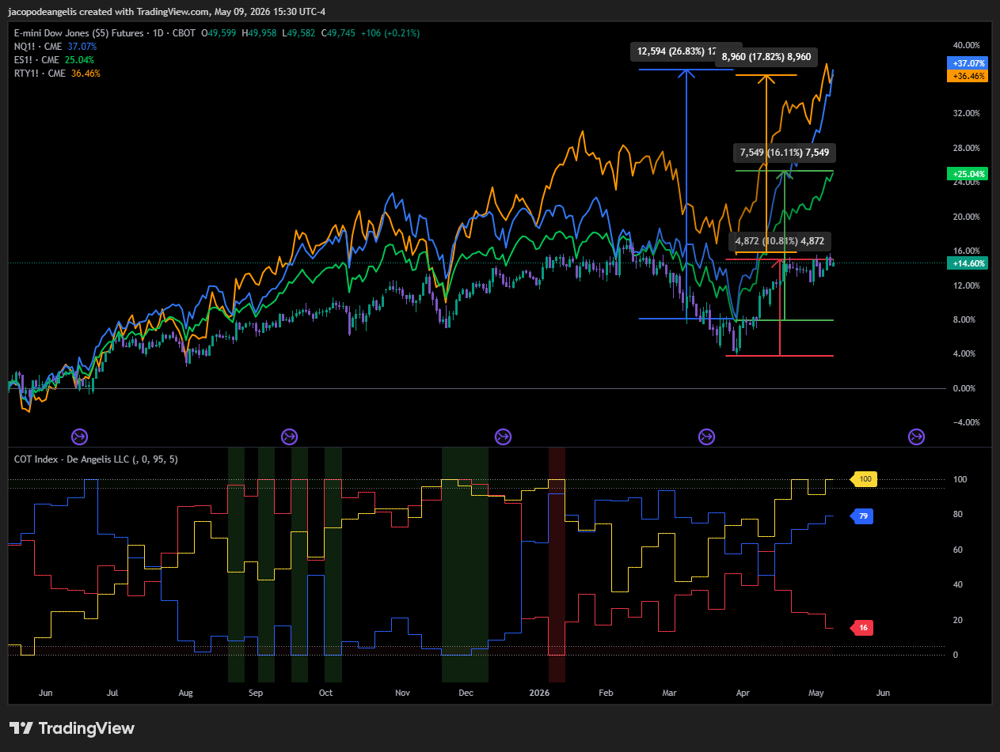 jacopodeangelis created with TradingView.com, May 09, 2026 15:30 UTC-4
E-mini Dow Jones ($5) Futures · 1D · CBOT O49,599 H49,958 L49,582 C49,745 +106 (+0.21%)
NQ1! · CME 37.07%
ES1! · CME 25.04%
RTY1! · CME 36.46%
12,594 (26.83%) 12
8,960 (17.82%) 8,960
7,549 (16.11%) 7,549
4,872 (10.81%) 4,872
40.00%
+37.07%
+36.46%
32.00%
28.00%
+25.04%
24.00%
20.00%
16.00%
+14.60%
12.00%
8.00%
4.00%
0.00%
−4.00%
COT Index - De Angelis LLC (, 0, 95, 5)
100
100
80
79
60
40
20
16
0
Jun Jul Aug Sep Oct Nov Dec 2026 Feb Mar Apr May Jun
TradingView